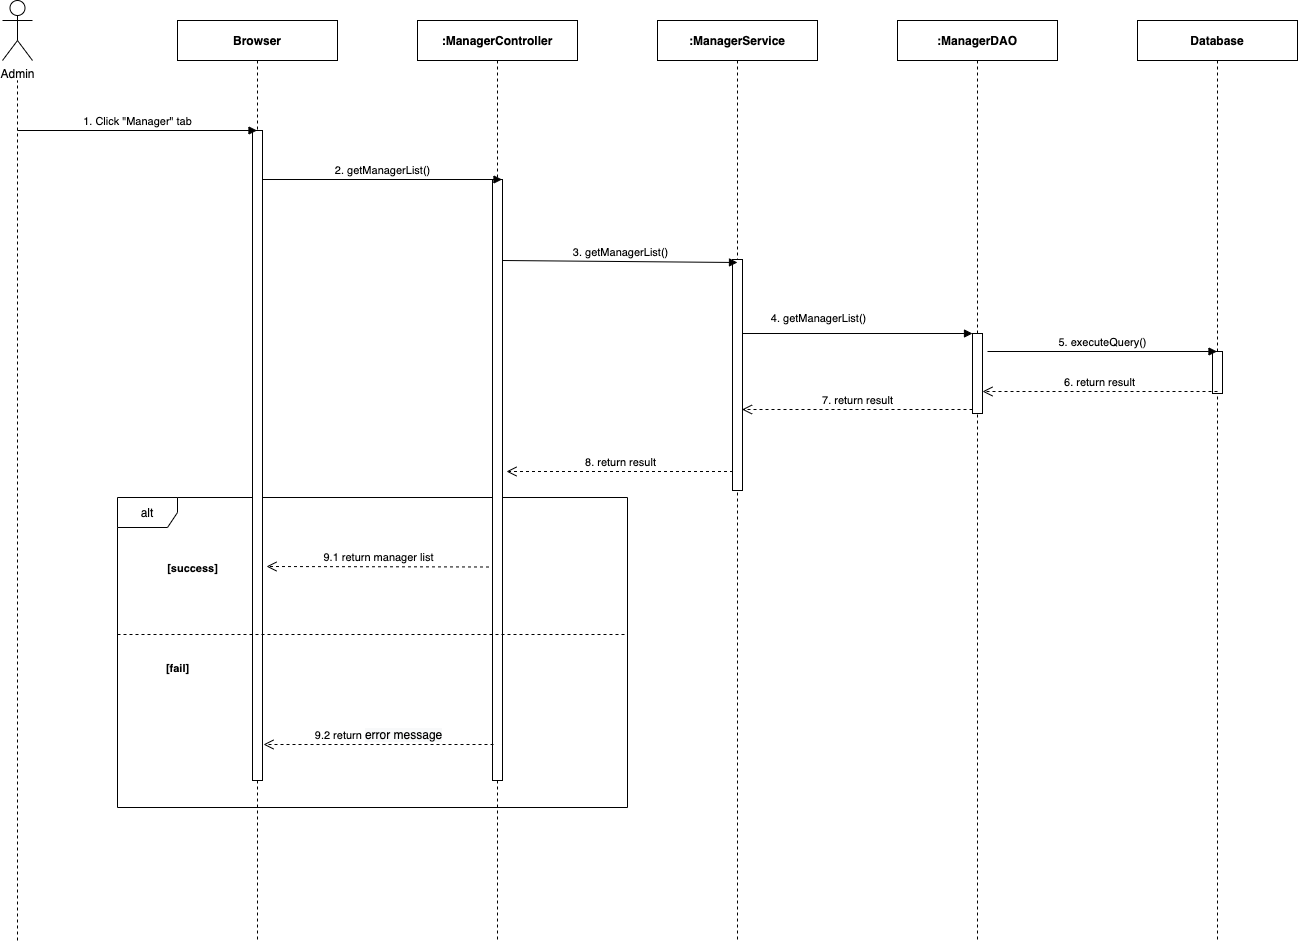 Admin
Browser
:ManagerController
:ManagerService
:ManagerDAO
Database
1. Click "Manager" tab
2. getManagerList()
3. getManagerList()
4. getManagerList()
5. executeQuery()
6. return result
7. return result
8. return result
alt
9.1 return manager list
[success]
[fail]
9.2 return error message